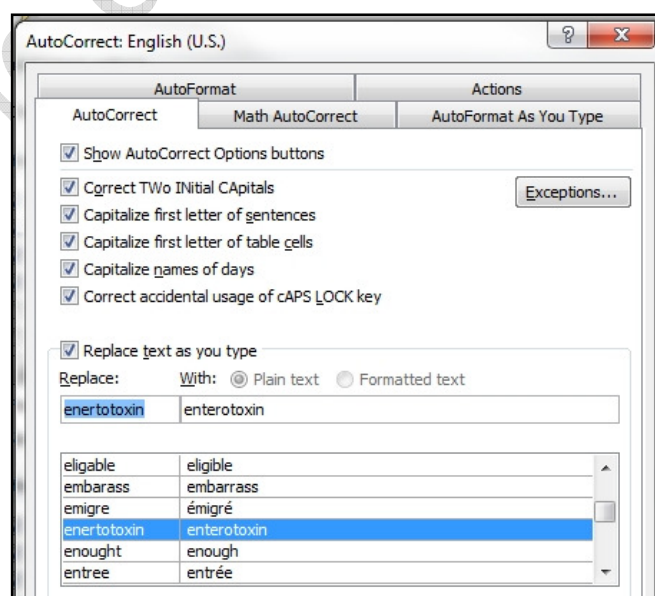 AutoCorrect: English (U.S.)
AutoFormat Actions
AutoCorrect Math AutoCorrect AutoFormat As You Type
Show AutoCorrect Options buttons
Correct TWo INitial CApitals Exceptions...
Capitalize first letter of sentences
Capitalize first letter of table cells
Capitalize names of days
Correct accidental usage of cAPS LOCK key
Replace text as you type
Replace: With: Plain text Formatted text
enertotoxin enterotoxin
eligable eligible
embarass embarrass
emigre émigré
enertotoxin enterotoxin
enought enough
entree entrée